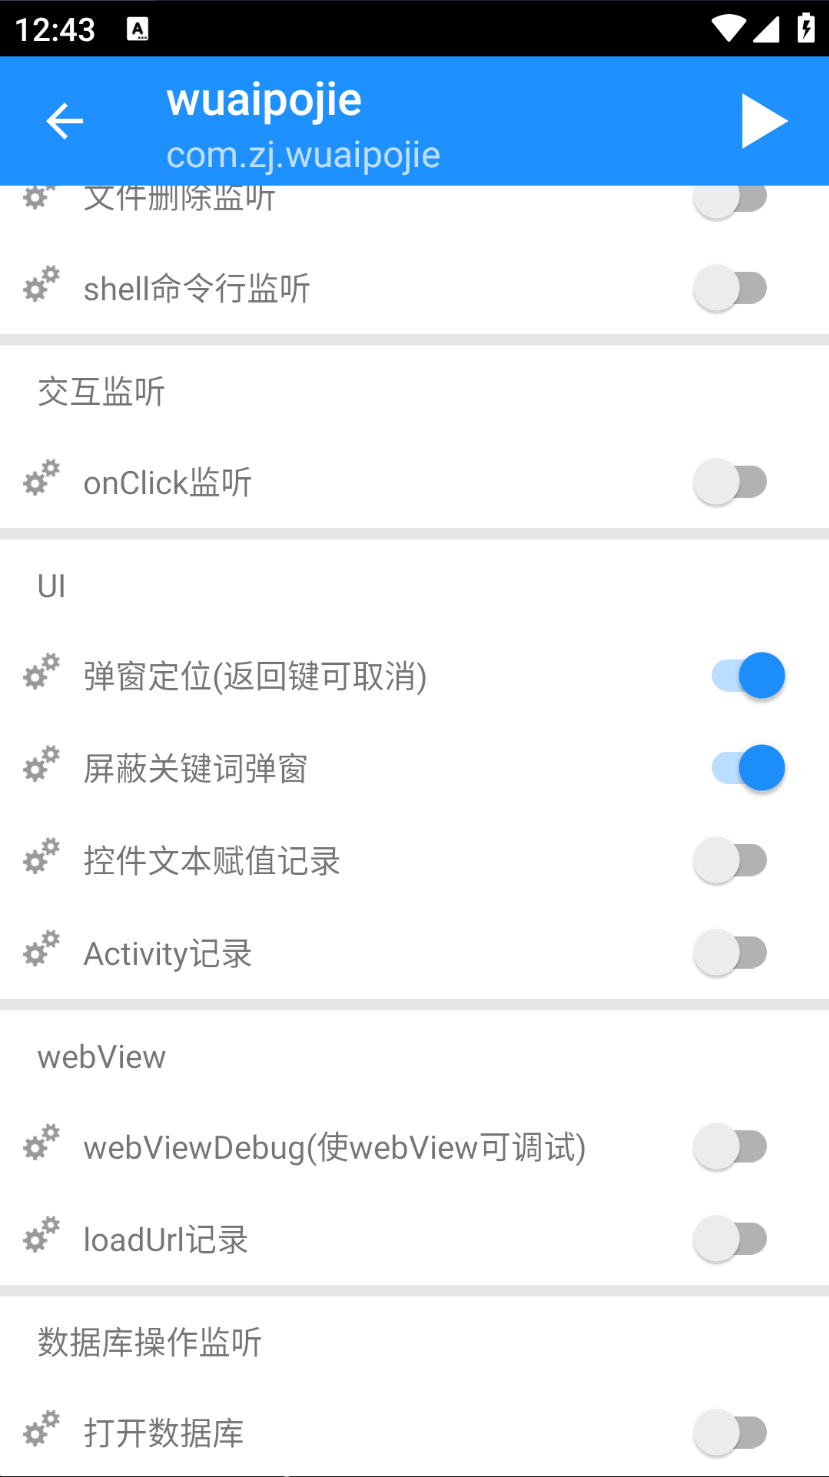 12:43
wuaipojie
com.zj.wuaipojie
文件删除监听
shell命令行监听
交互监听
onClick监听
UI
弹窗定位(返回键可取消)
屏蔽关键词弹窗
控件文本赋值记录
Activity记录
webView
webViewDebug(使webView可调试)
loadUrl记录
数据库操作监听
打开数据库